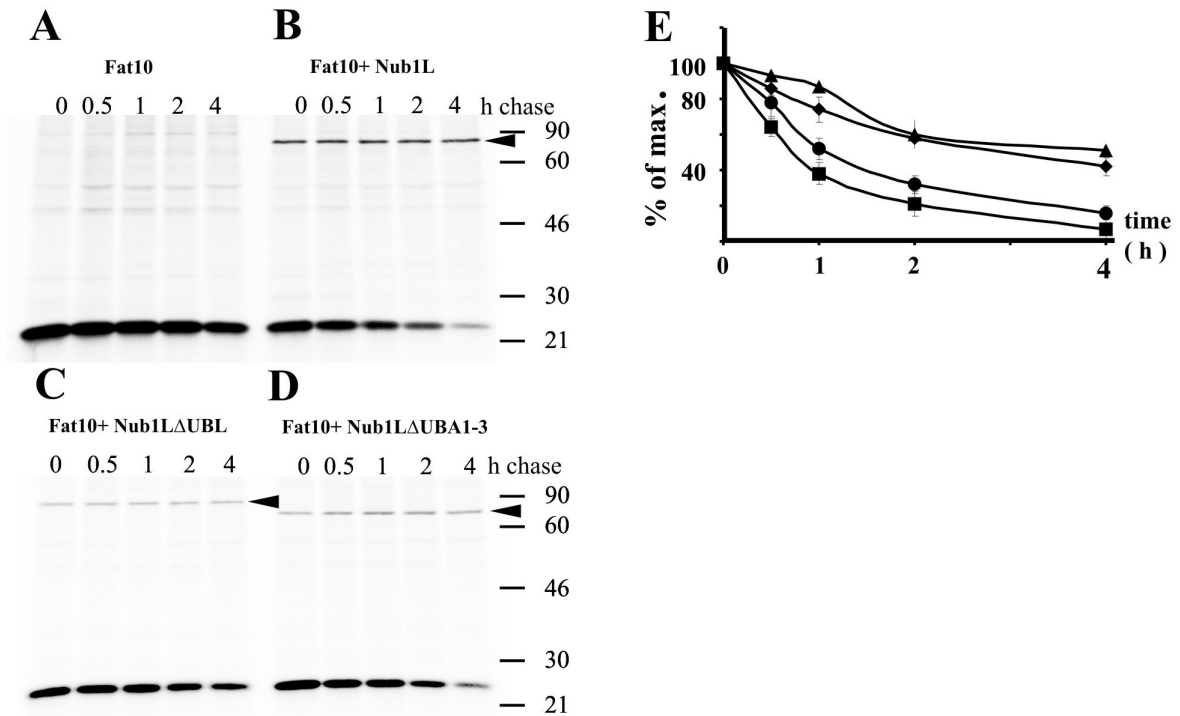 A
Fat10
0 0.5 1 2 4
B
Fat10+ Nub1L
0 0.5 1 2 4 h chase
90
60
46
30
21
C
Fat10+ Nub1LΔUBL
0 0.5 1 2 4
D
Fat10+ Nub1LΔUBA1-3
0 0.5 1 2 4 h chase
90
60
46
30
21
E
% of max.
100
80
40
0 1 2 4
time
( h )